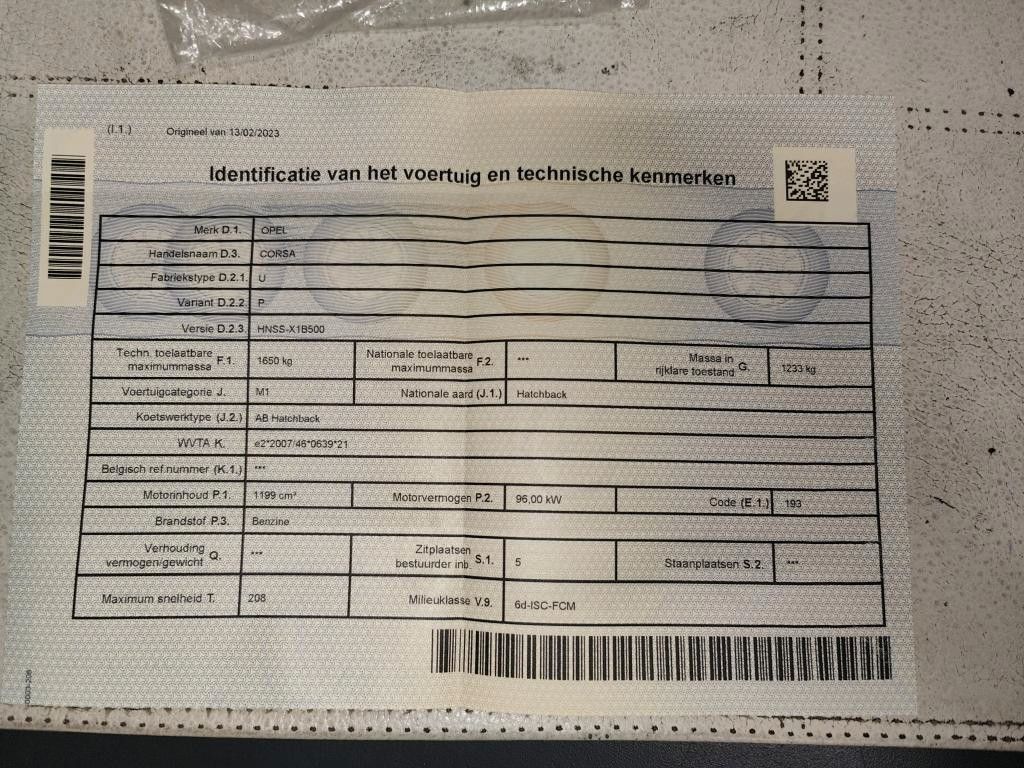 (I.1.) Origineel van 13/02/2023
Identificatie van het voertuig en technische kenmerken
Merk D.1. OPEL
Handelsnaam D.3. CORSA
Fabriekstype D.2.1. U
Variant D.2.2. P
Versie D.2.3. HNSS-X1B500
Techn. toelaatbare maximummassa F.1. 1650 kg Nationale toelaatbare maximummassa F.2. *** Massa in rijklare toestand G. 1233 kg
Voertuigcategorie J. M1 Nationale aard (J.1.) Hatchback
Koetswerktype (J.2.) AB Hatchback
WVTA K. e2*2007/46*0639*21
Belgisch ref.nummer (K.1.) ***
Motorinhoud P.1. 1199 cm³ Motorvermogen P.2. 96,00 kW Code (E.1.) 193
Brandstof P.3. Benzine
Verhouding vermogen/gewicht Q. *** Zitplaatsen bestuurder inb. S.1. 5 Staanplaatsen S.2. ***
Maximum snelheid T. 208 Milieuklasse V.9. 6d-ISC-FCM